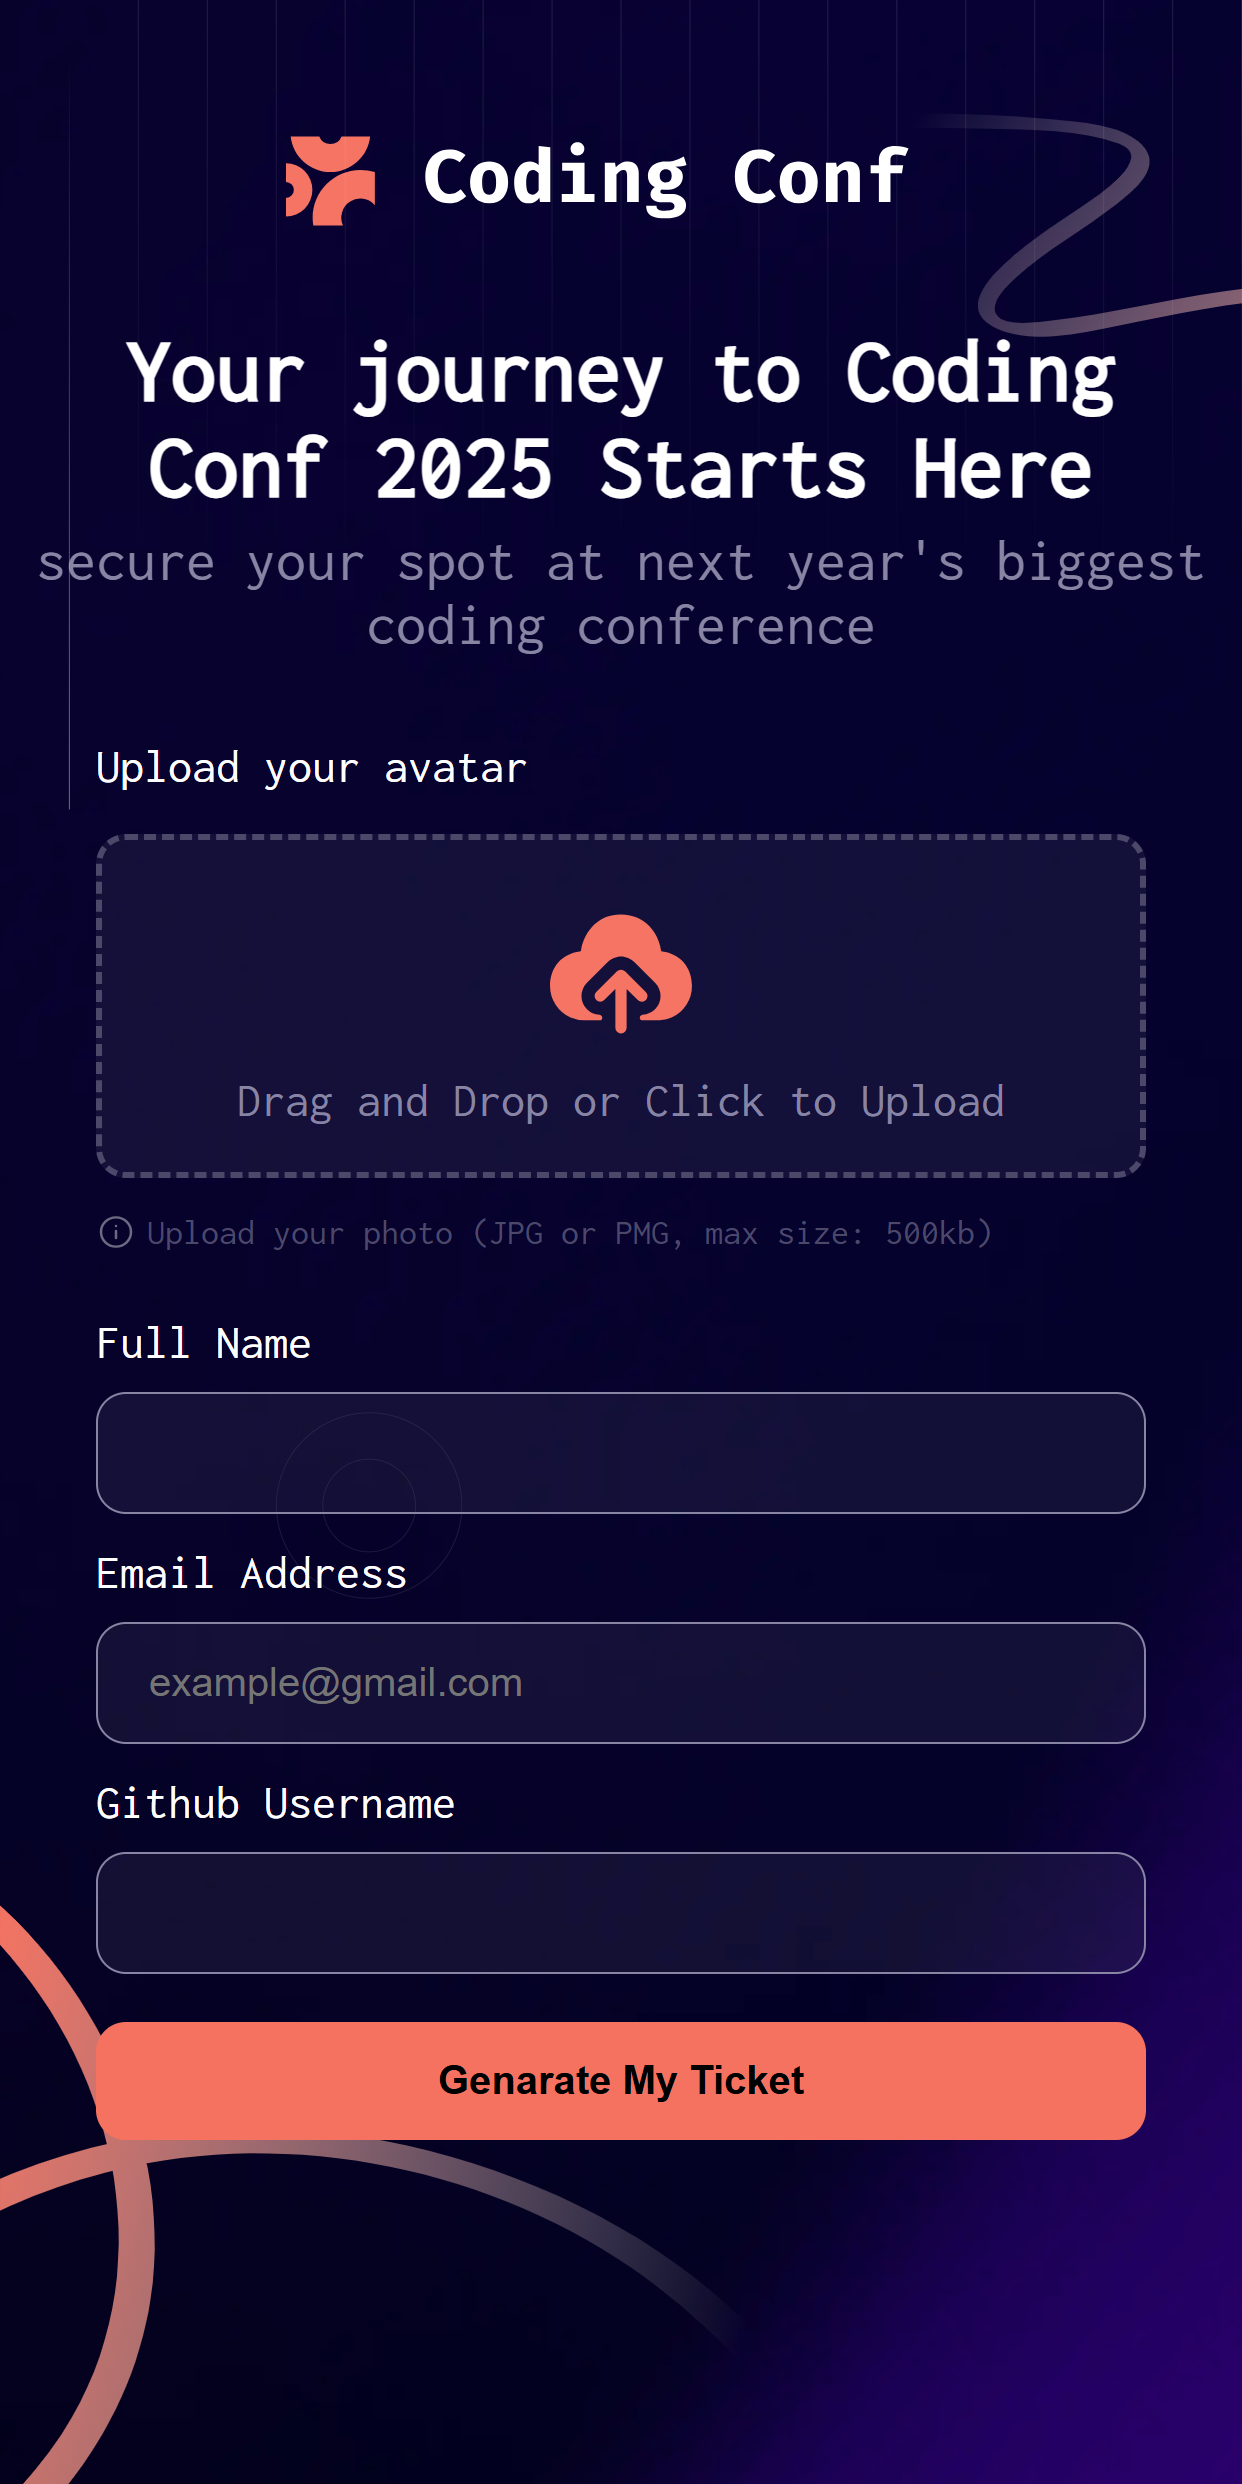 Coding Conf
Your journey to Coding
Conf 2025 Starts Here
secure your spot at next year's biggest
coding conference
Upload your avatar
Drag and Drop or Click to Upload
Upload your photo (JPG or PMG, max size: 500kb)
Full Name
Email Address
example@gmail.com
Github Username
Genarate My Ticket